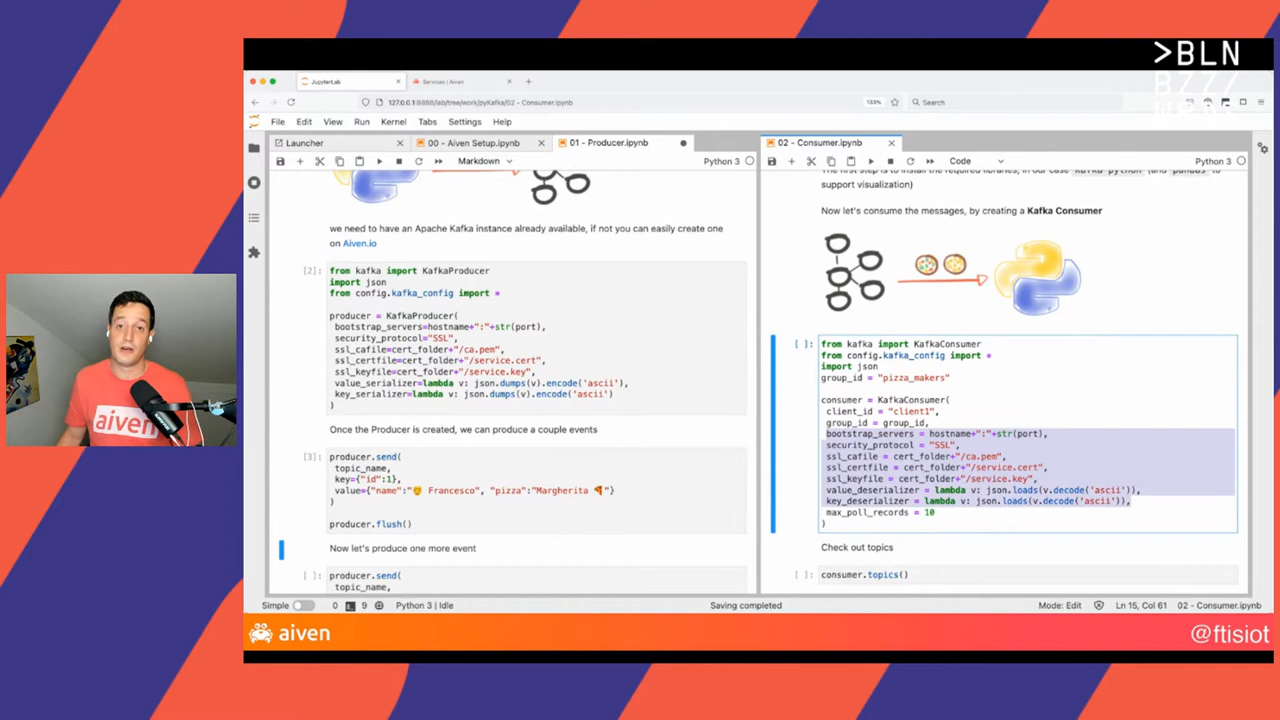 >BLN
BZZZ
JupyterLab
Services | Aiven
127.0.0.1:8888/lab/tree/work/pyKafka/02 - Consumer.ipynb
133%
Search
File Edit View Run Kernel Tabs Settings Help
Launcher
00 - Aiven Setup.ipynb
01 - Producer.ipynb
02 - Consumer.ipynb
Markdown
Python 3
Code
Python 3
we need to have an Apache Kafka instance already available, if not you can easily create one
on Aiven.io
[2]:
from kafka import KafkaProducer
import json
from config.kafka_config import *
producer = KafkaProducer(
bootstrap_servers=hostname+":"+str(port),
security_protocol="SSL",
ssl_cafile=cert_folder+"/ca.pem",
ssl_certfile=cert_folder+"/service.cert",
ssl_keyfile=cert_folder+"/service.key",
value_serializer=lambda v: json.dumps(v).encode('ascii'),
key_serializer=lambda v: json.dumps(v).encode('ascii')
)
Once the Producer is created, we can produce a couple events
[3]:
producer.send(
topic_name,
key={"id":1},
value={"name":"👨 Francesco", "pizza":"Margherita 🍕"}
)
producer.flush()
Now let's produce one more event
[ ]:
producer.send(
topic_name,
The first step is to install the required libraries, in our case kafka-python (and pandas to
support visualization)
Now let's consume the messages, by creating a Kafka Consumer
[ ]:
from kafka import KafkaConsumer
from config.kafka_config import *
import json
group_id = "pizza_makers"
consumer = KafkaConsumer(
client_id = "client1",
group_id = group_id,
bootstrap_servers = hostname+":"+str(port),
security_protocol = "SSL",
ssl_cafile = cert_folder+"/ca.pem",
ssl_certfile = cert_folder+"/service.cert",
ssl_keyfile = cert_folder+"/service.key",
value_deserializer = lambda v: json.loads(v.decode('ascii')),
key_deserializer = lambda v: json.loads(v.decode('ascii')),
max_poll_records = 10
)
Check out topics
[ ]:
consumer.topics()
Simple
0
9
Python 3 | Idle
Saving completed
Mode: Edit
Ln 15, Col 61
02 - Consumer.ipynb
aiven
aiven
@ftisiot